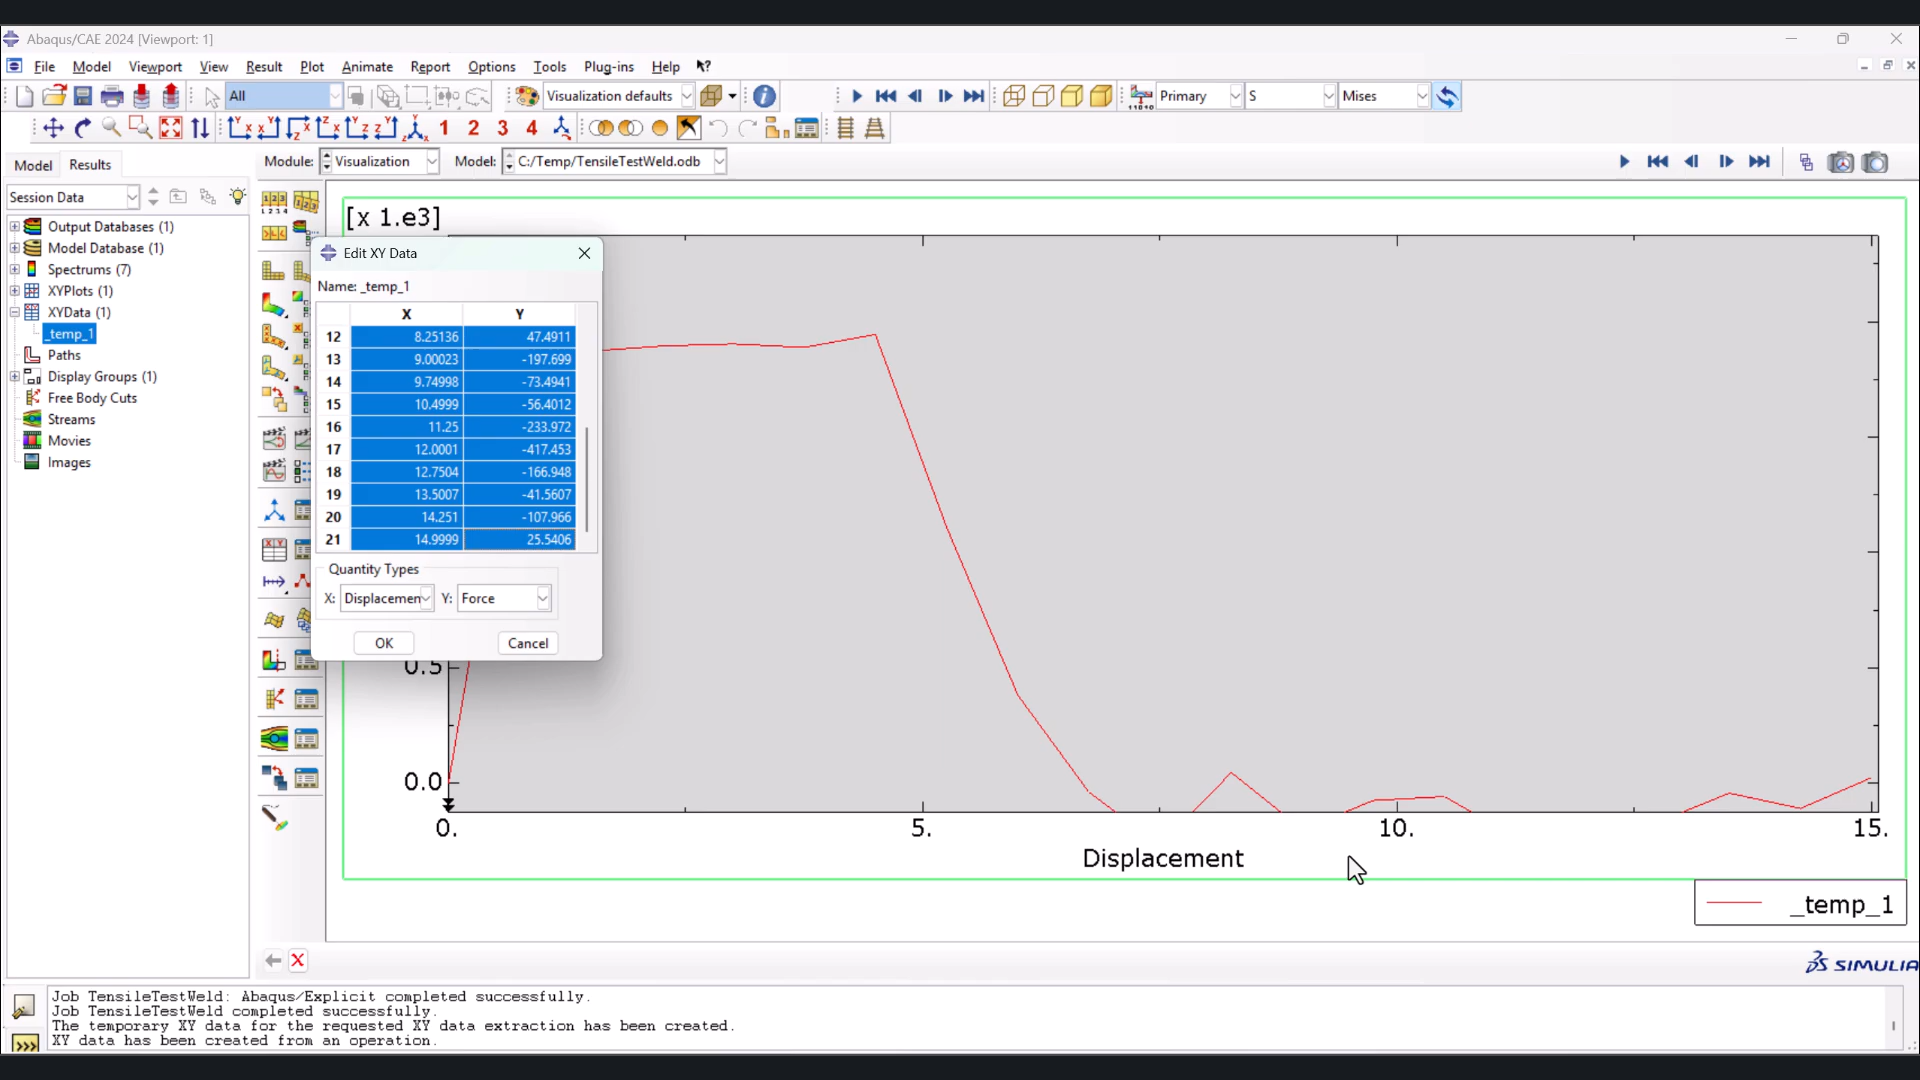 Abaqus/CAE 2024 [Viewport: 1]
File Model Viewport View Result Plot Animate Report Options Tools Plug-ins Help
All Visualization defaults Primary S Mises
1 2 3 4
Model Results Module: Visualization Model: C:/Temp/TensileTestWeld.odb
Session Data
Output Databases (1)
Model Database (1)
Spectrums (7)
XYPlots (1)
XYData (1)
_temp_1
Paths
Display Groups (1)
Free Body Cuts
Streams
Movies
Images
[x 1.e3]
Edit XY Data
Name: _temp_1
X Y
12 8.25136 47.4911
13 9.00023 -197.699
14 9.74998 -73.4941
15 10.4999 -56.4012
16 11.25 -233.972
17 12.0001 -417.453
18 12.7504 -166.948
19 13.5007 -41.5607
20 14.251 -107.966
21 14.9999 25.5406
Quantity Types
X: Displacemen Y: Force
OK Cancel
0.5
0.0
0. 5. 10. 15.
Displacement
_temp_1
SIMULIA
Job TensileTestWeld: Abaqus/Explicit completed successfully.
Job TensileTestWeld completed successfully.
The temporary XY data for the requested XY data extraction has been created.
XY data has been created from an operation.